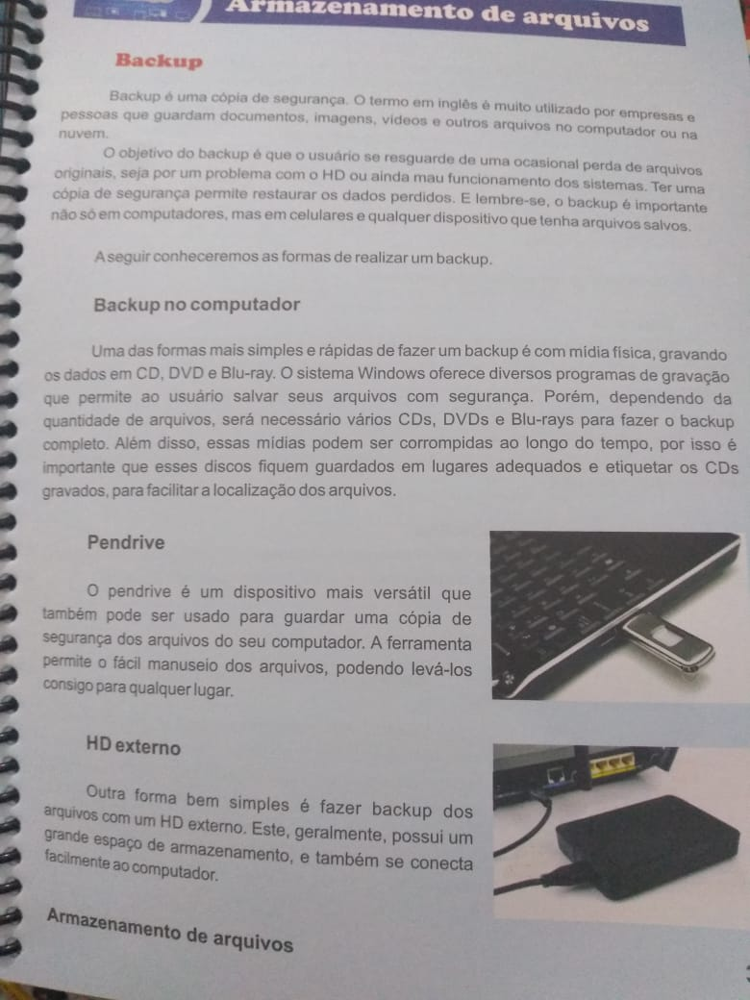 Armazenamento de arquivos
Backup
Backup é uma cópia de segurança. O termo em inglês é muito utilizado por empresas e
pessoas que guardam documentos, imagens, vídeos e outros arquivos no computador ou na
nuvem.
O objetivo do backup é que o usuário se resguarde de uma ocasional perda de arquivos
originais, seja por um problema com o HD ou ainda mau funcionamento dos sistemas. Ter uma
cópia de segurança permite restaurar os dados perdidos. E lembre-se, o backup é importante
não só em computadores, mas em celulares e qualquer dispositivo que tenha arquivos salvos.
A seguir conheceremos as formas de realizar um backup.
Backup no computador
Uma das formas mais simples e rápidas de fazer um backup é com mídia física, gravando
os dados em CD, DVD e Blu-ray. O sistema Windows oferece diversos programas de gravação
que permite ao usuário salvar seus arquivos com segurança. Porém, dependendo da
quantidade de arquivos, será necessário vários CDs, DVDs e Blu-rays para fazer o backup
completo. Além disso, essas mídias podem ser corrompidas ao longo do tempo, por isso é
importante que esses discos fiquem guardados em lugares adequados e etiquetar os CDs
gravados, para facilitar a localização dos arquivos.
Pendrive
O pendrive é um dispositivo mais versátil que
também pode ser usado para guardar uma cópia de
segurança dos arquivos do seu computador. A ferramenta
permite o fácil manuseio dos arquivos, podendo levá-los
consigo para qualquer lugar.
HD externo
Outra forma bem simples é fazer backup dos
arquivos com um HD externo. Este, geralmente, possui um
grande espaço de armazenamento, e também se conecta
facilmente ao computador.
Armazenamento de arquivos